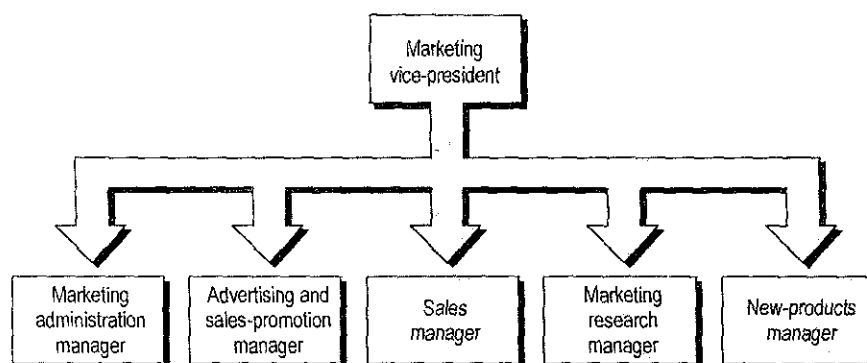 Marketing
vice-president
Marketing
administration
manager
Advertising and
sales-promotion
manager
Sales
manager
Marketing
research
manager
New-products
manager